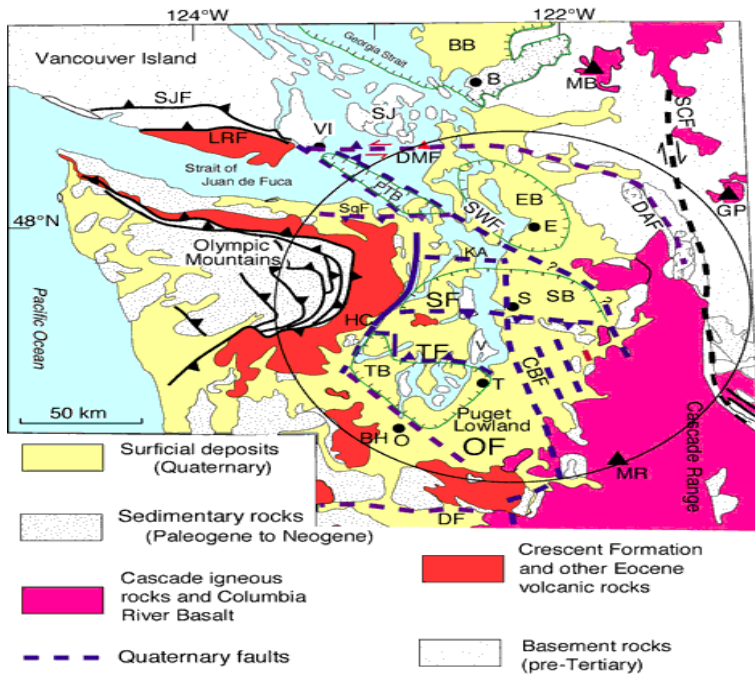 124°W
122°W
Vancouver Island
Georgia Strait
BB
B
MB
SJF
SJ
SCF
LRF
VI
DMF
Strait of
Juan de Fuca
PTB
SWF
EB
E
DAF
GP
48°N
SqF
Olympic
Mountains
KA
?
Pacific Ocean
HC
SF
S
SB
?
TF
V
CBF
TB
T
50 km
Puget
Lowland
BH
O
OF
MR
Cascade Range
DF
Surficial deposits
(Quaternary)
Sedimentary rocks
(Paleogene to Neogene)
Crescent Formation
and other Eocene
volcanic rocks
Cascade igneous
rocks and Columbia
River Basalt
Quaternary faults
Basement rocks
(pre-Tertiary)